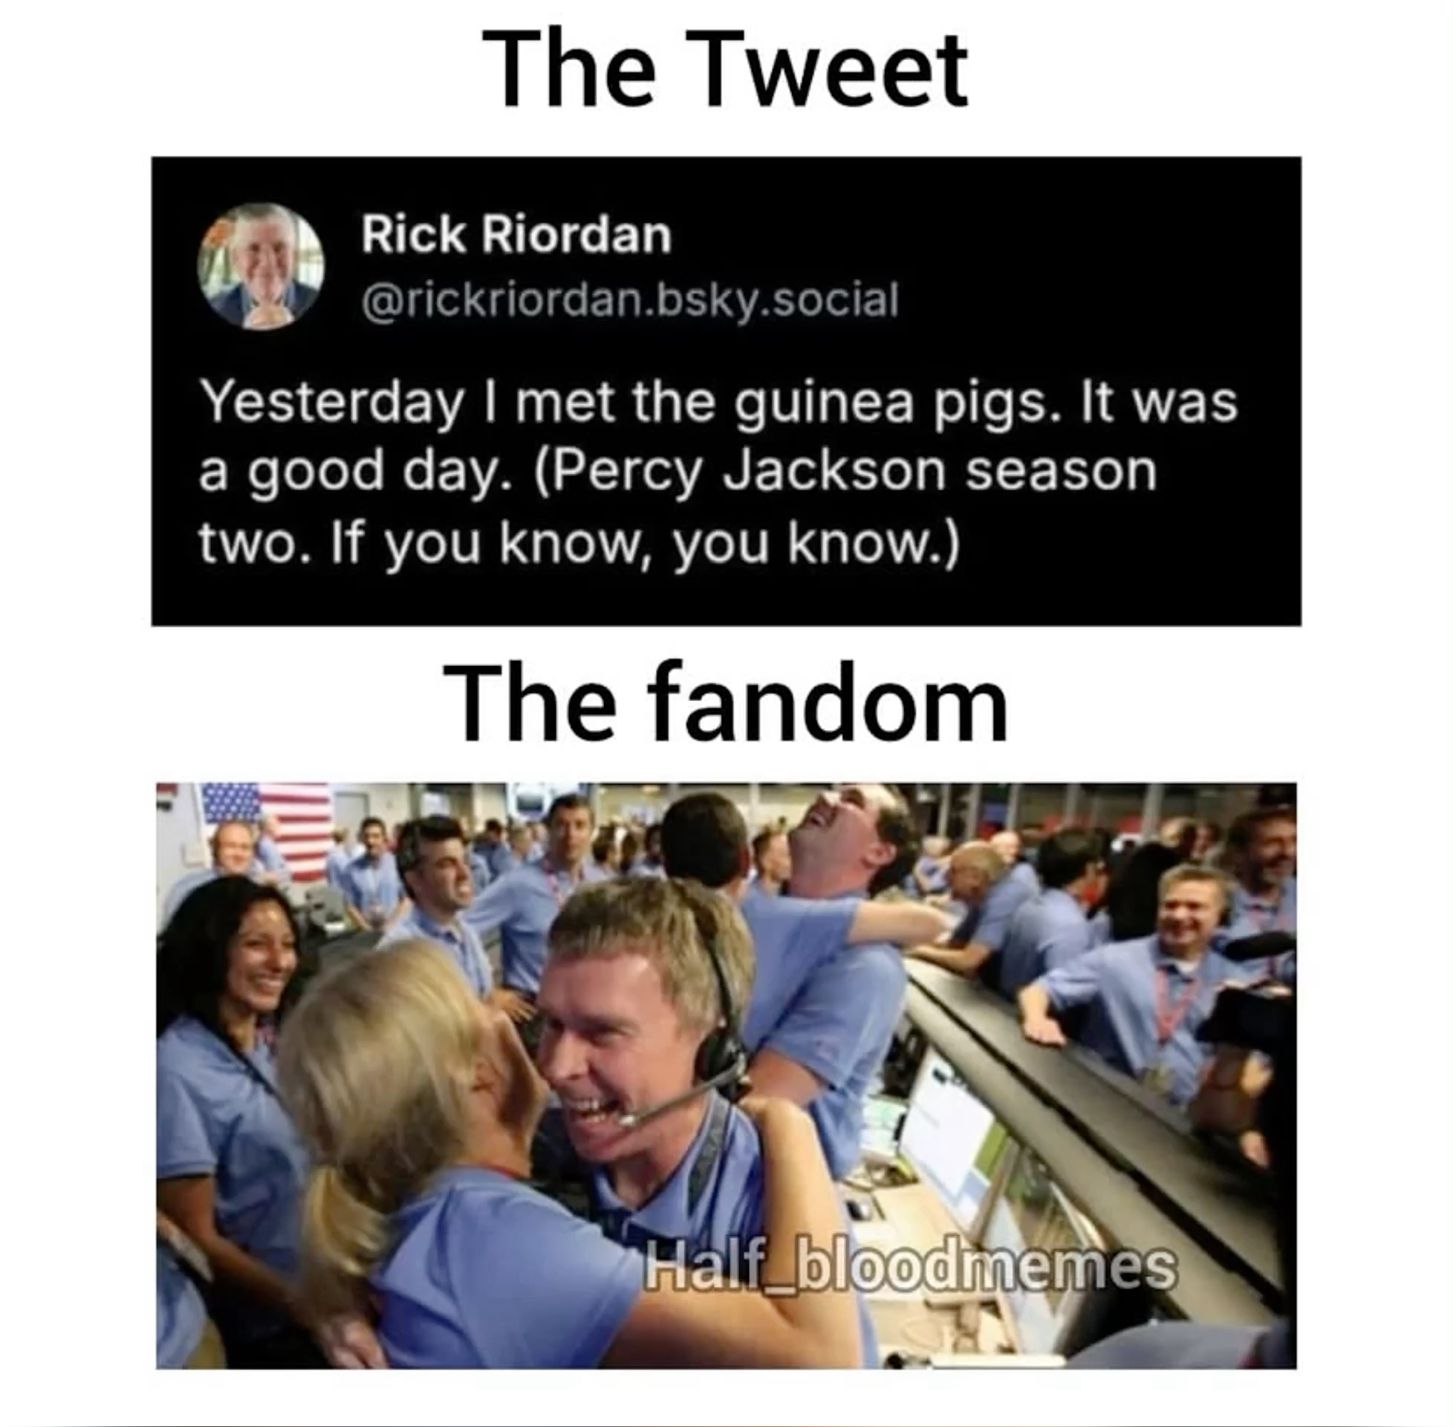 The Tweet
Rick Riordan
@rickriordan.bsky.social
Yesterday I met the guinea pigs. It was
a good day. (Percy Jackson season
two. If you know, you know.)
The fandom
Half_bloodmemes